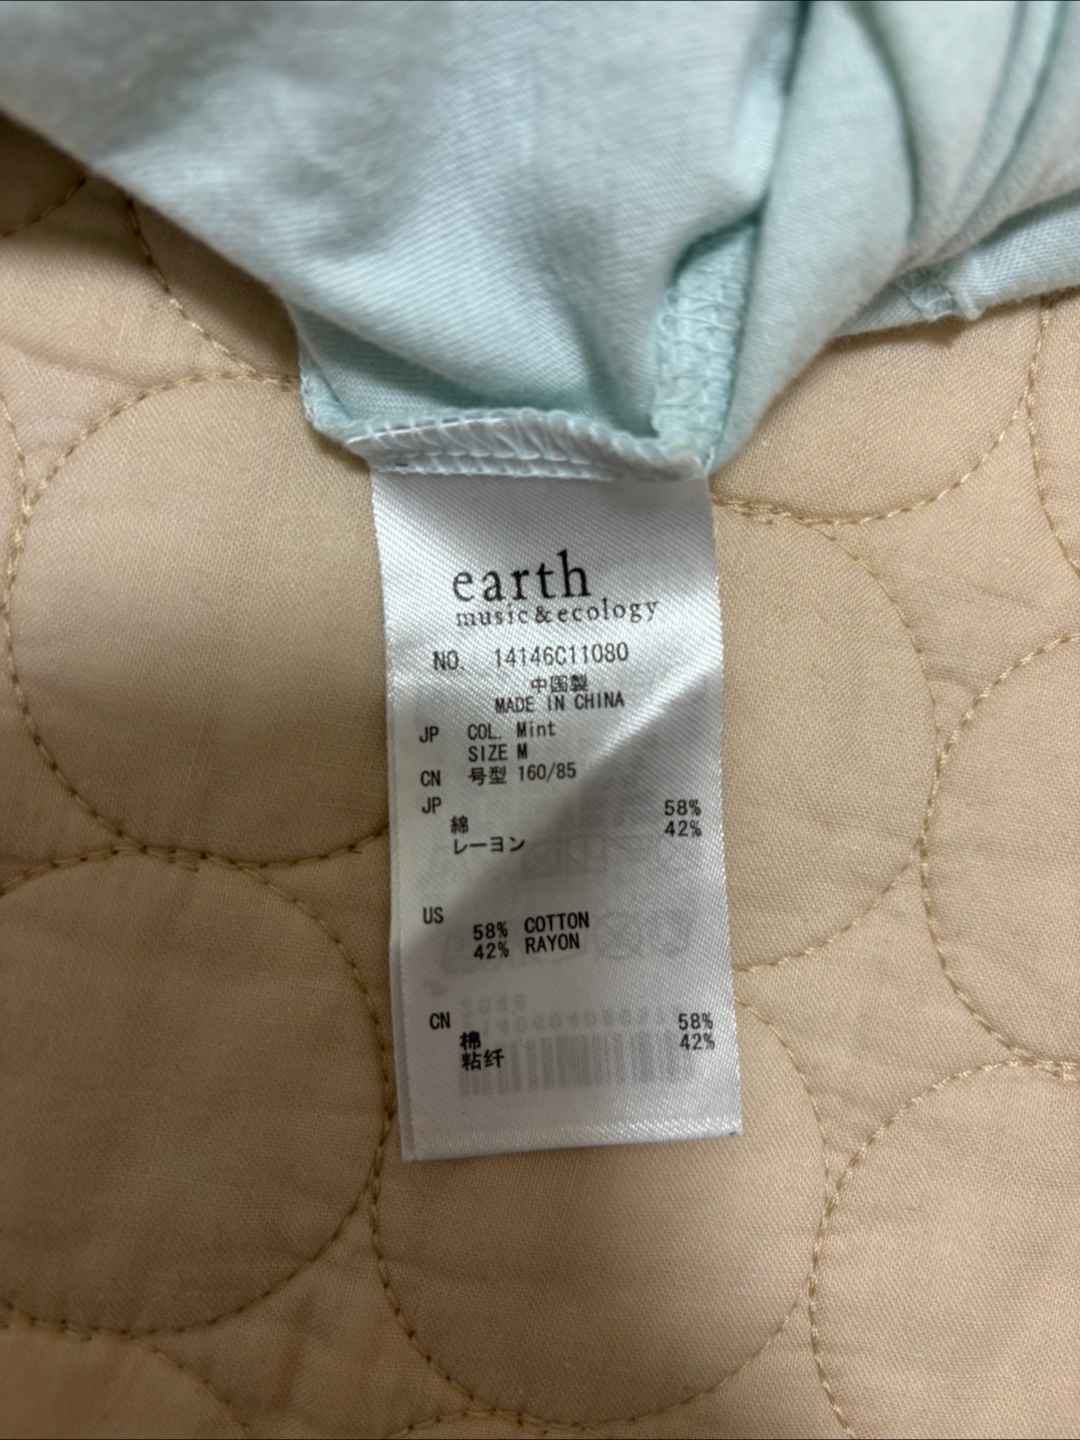 earth
music&ecology
NO. 14146C11080
中国製
MADE IN CHINA
JP COL. Mint
SIZE M
CN 号型 160/85
JP
綿 58%
レーヨン 42%
US
58% COTTON
42% RAYON
CN
棉 58%
粘纤 42%